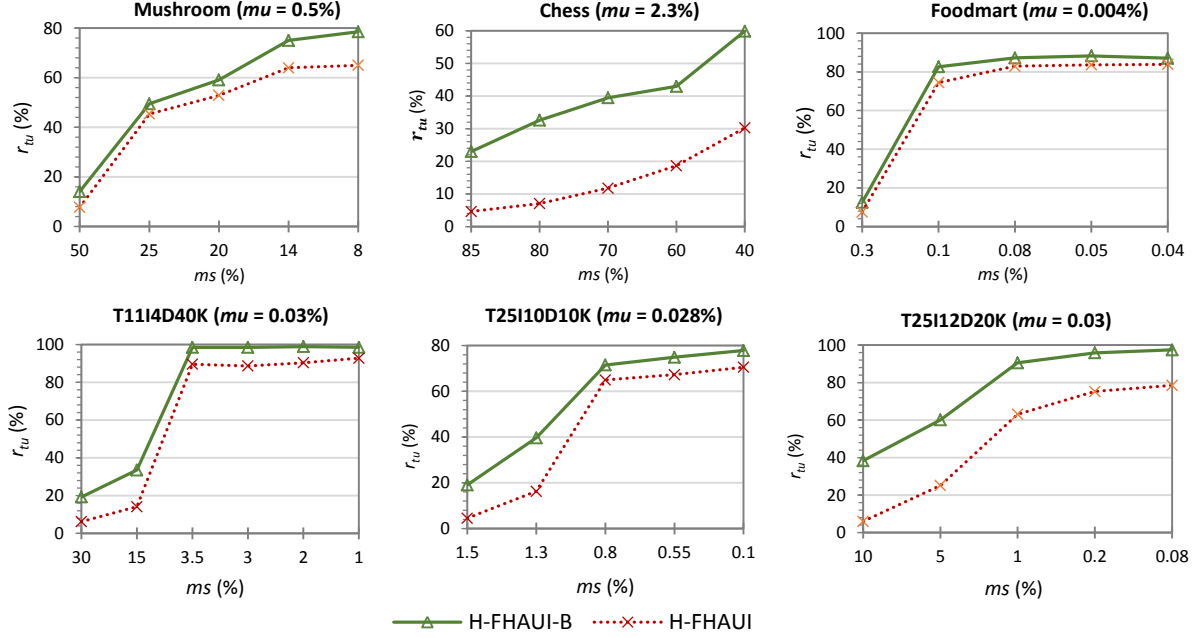 Mushroom (mu = 0.5%)
80
60
40
20
0
r_tu (%)
50 25 20 14 8
ms (%)
Chess (mu = 2.3%)
60
50
40
30
20
10
0
r_tu (%)
85 80 70 60 40
ms (%)
Foodmart (mu = 0.004%)
100
80
60
40
20
0
r_tu (%)
0.3 0.1 0.08 0.05 0.04
ms (%)
T11I4D40K (mu = 0.03%)
100
80
60
40
20
0
r_tu (%)
30 15 3.5 3 2 1
ms (%)
T25I10D10K (mu = 0.028%)
80
60
40
20
0
r_tu (%)
1.5 1.3 0.8 0.55 0.1
ms (%)
T25I12D20K (mu = 0.03)
100
80
60
40
20
0
r_tu (%)
10 5 1 0.2 0.08
ms (%)
H-FHAUI-B H-FHAUI